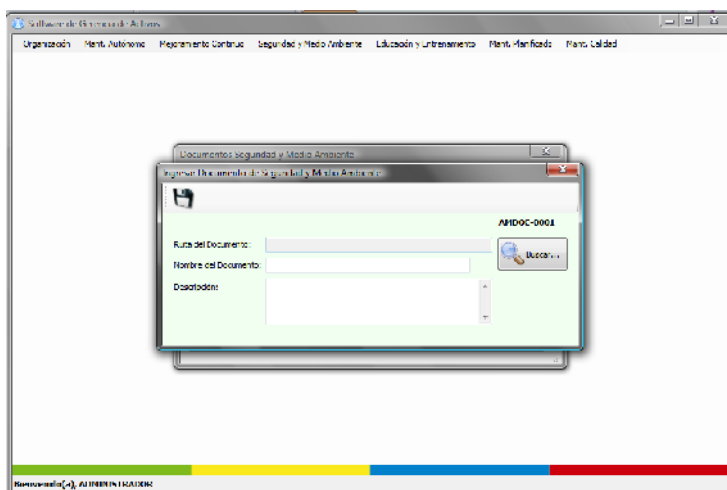 Software de Gerencia de Activos
Organización Mant. Autónomo Mejoramiento Continuo Seguridad y Medio Ambiente Educación y Entrenamiento Mant. Planificado Mant. Calidad
Documentos Seguridad y Medio Ambiente
Ingresar Documento de Seguridad y Medio Ambiente
AMDOC-0001
Ruta del Documento:
Buscar...
Nombre del Documento:
Descripción:
Bienvenido(a), ADMINISTRADOR